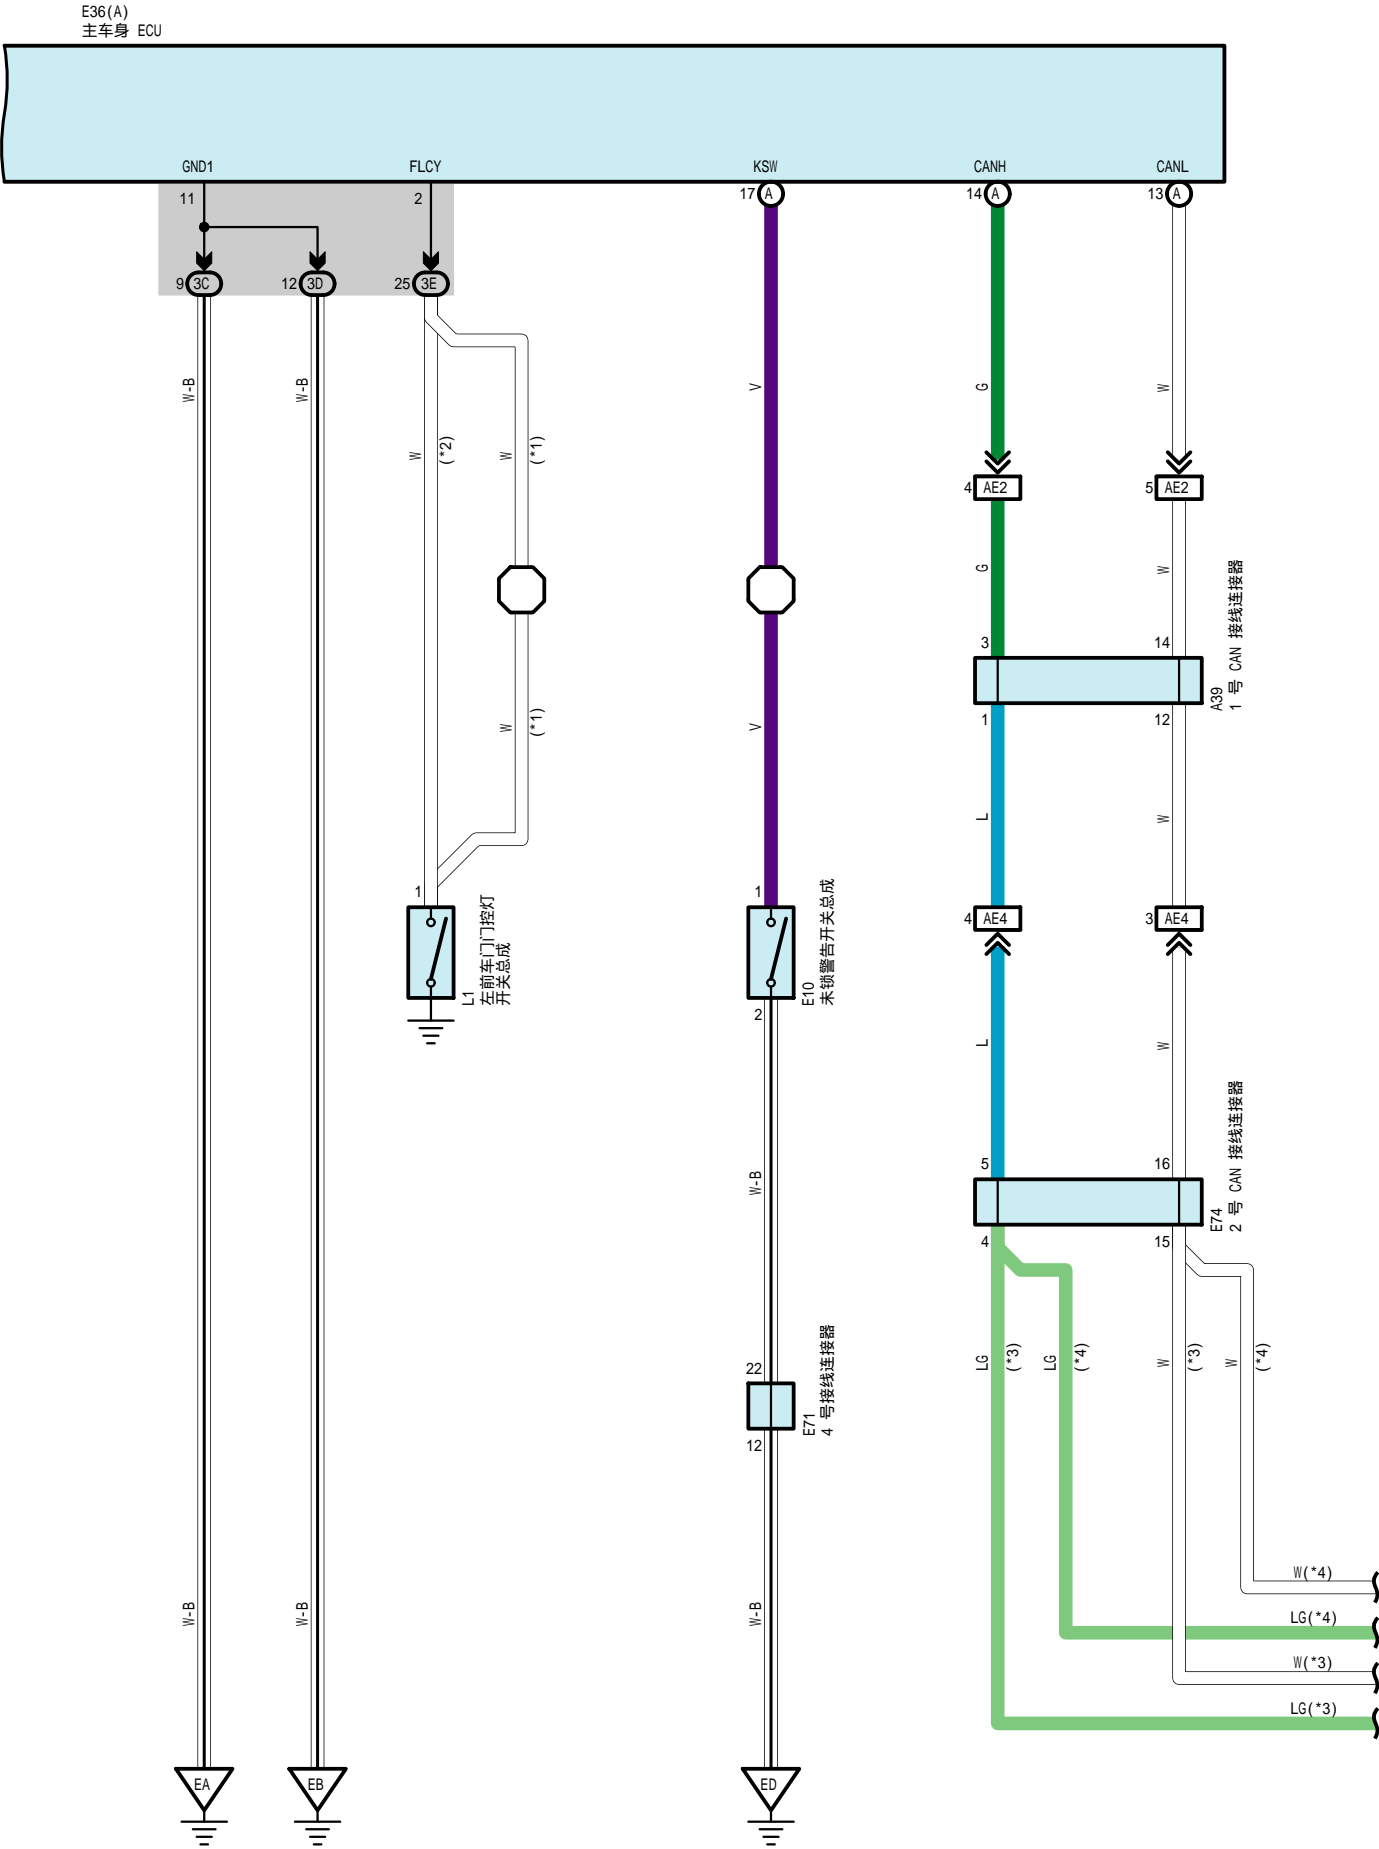 E36(A)
主车身 ECU
GND1
FLCY
KSW
CANH
CANL
11
2
17
A
14
A
13
A
9
3C
12
3D
25
3E
W-B
W-B
W
(*2)
W
(*1)
V
G
W
4
AE2
5
AE2
G
W
3
14
A39
1 号 CAN 接线连接器
1
12
W
(*1)
V
L
W
1
L1
左前车门门控灯
开关总成
1
E10
未锁警告开关总成
2
4
AE4
3
AE4
L
W
5
16
E74
2 号 CAN 接线连接器
4
15
W-B
LG
(*3)
LG
(*4)
W
(*3)
W
(*4)
22
E71
4 号接线连接器
12
W-B
W-B
W-B
W(*4)
LG(*4)
W(*3)
LG(*3)
EA
EB
ED